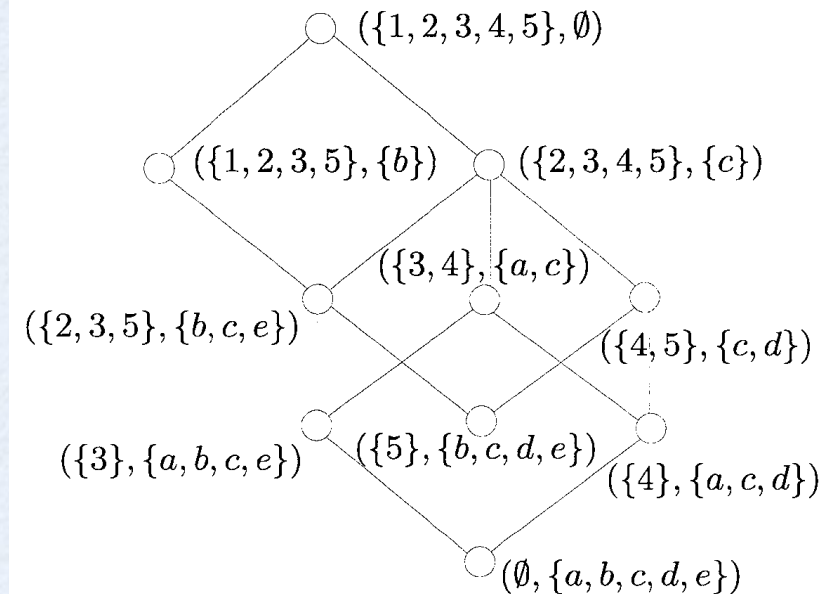 ({1, 2, 3, 4, 5}, ∅)
({1, 2, 3, 5}, {b})
({2, 3, 4, 5}, {c})
({3, 4}, {a, c})
({2, 3, 5}, {b, c, e})
({4, 5}, {c, d})
({3}, {a, b, c, e})
({5}, {b, c, d, e})
({4}, {a, c, d})
(∅, {a, b, c, d, e})